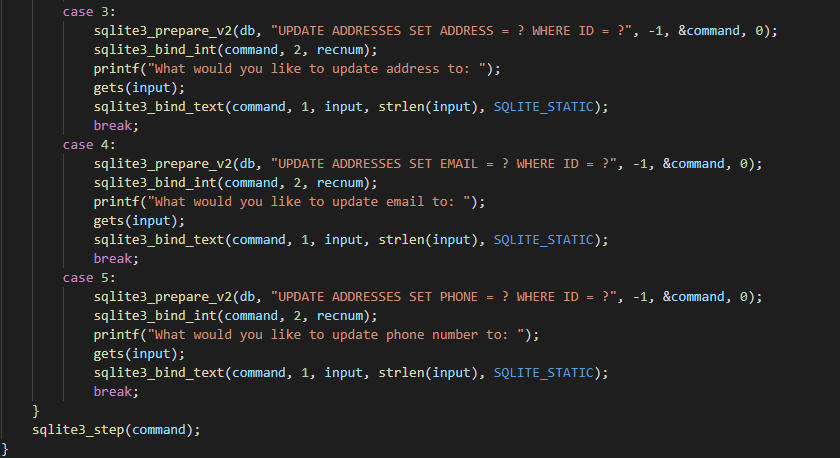 case 3:
sqlite3_prepare_v2(db, "UPDATE ADDRESSES SET ADDRESS = ? WHERE ID = ?", -1, &command, 0);
sqlite3_bind_int(command, 2, recnum);
printf("What would you like to update address to: ");
gets(input);
sqlite3_bind_text(command, 1, input, strlen(input), SQLITE_STATIC);
break;
case 4:
sqlite3_prepare_v2(db, "UPDATE ADDRESSES SET EMAIL = ? WHERE ID = ?", -1, &command, 0);
sqlite3_bind_int(command, 2, recnum);
printf("What would you like to update email to: ");
gets(input);
sqlite3_bind_text(command, 1, input, strlen(input), SQLITE_STATIC);
break;
case 5:
sqlite3_prepare_v2(db, "UPDATE ADDRESSES SET PHONE = ? WHERE ID = ?", -1, &command, 0);
sqlite3_bind_int(command, 2, recnum);
printf("What would you like to update phone number to: ");
gets(input);
sqlite3_bind_text(command, 1, input, strlen(input), SQLITE_STATIC);
break;
}
sqlite3_step(command);
}